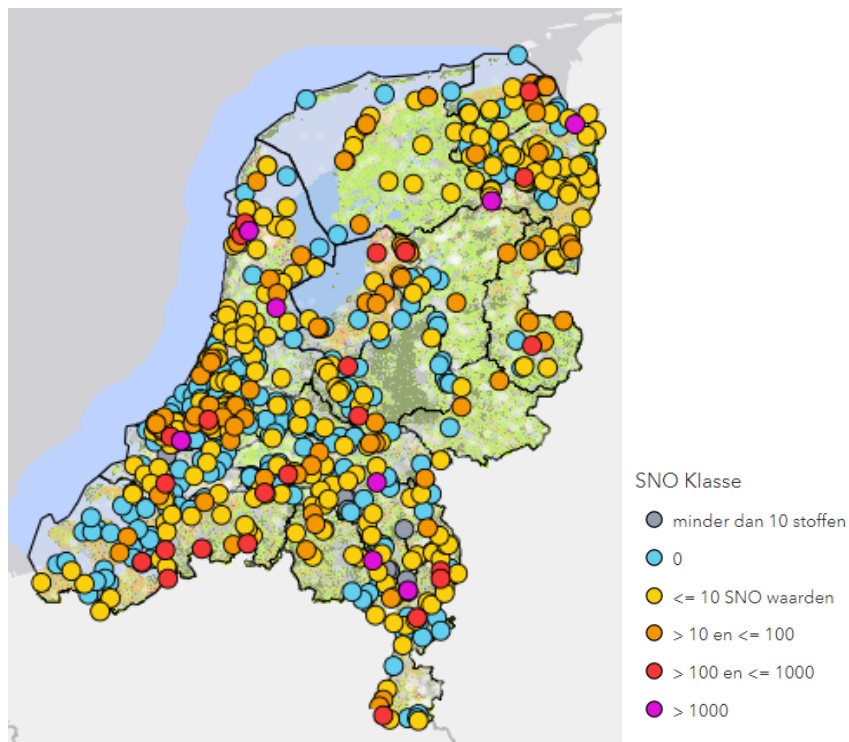 SNO Klasse
minder dan 10 stoffen
0
<= 10 SNO waarden
> 10 en <= 100
> 100 en <= 1000
> 1000